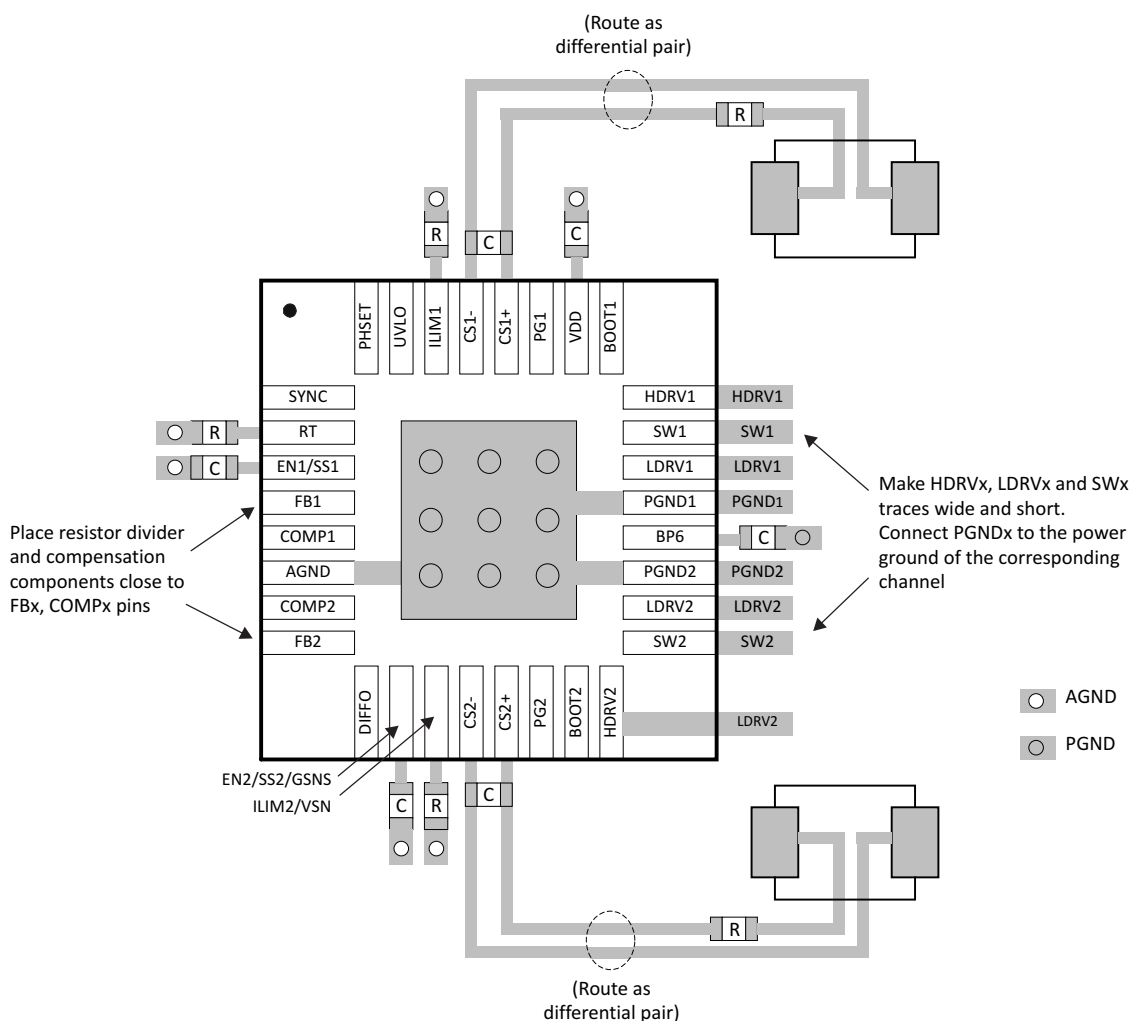 (Route as
differential pair)
R
R
C
C
PHSET
UVLO
ILIM1
CS1-
CS1+
PG1
VDD
BOOT1
SYNC
HDRV1
HDRV1
R
RT
SW1
SW1
C
EN1/SS1
LDRV1
LDRV1
FB1
PGND1
PGND1
COMP1
BP6
C
AGND
PGND2
PGND2
COMP2
LDRV2
LDRV2
FB2
SW2
SW2
Place resistor divider
and compensation
components close to
FBx, COMPx pins
Make HDRVx, LDRVx and SWx
traces wide and short.
Connect PGNDx to the power
ground of the corresponding
channel
DIFFO
CS2-
CS2+
PG2
BOOT2
HDRV2
LDRV2
AGND
PGND
EN2/SS2/GSNS
ILIM2/VSN
C
R
C
R
(Route as
differential pair)